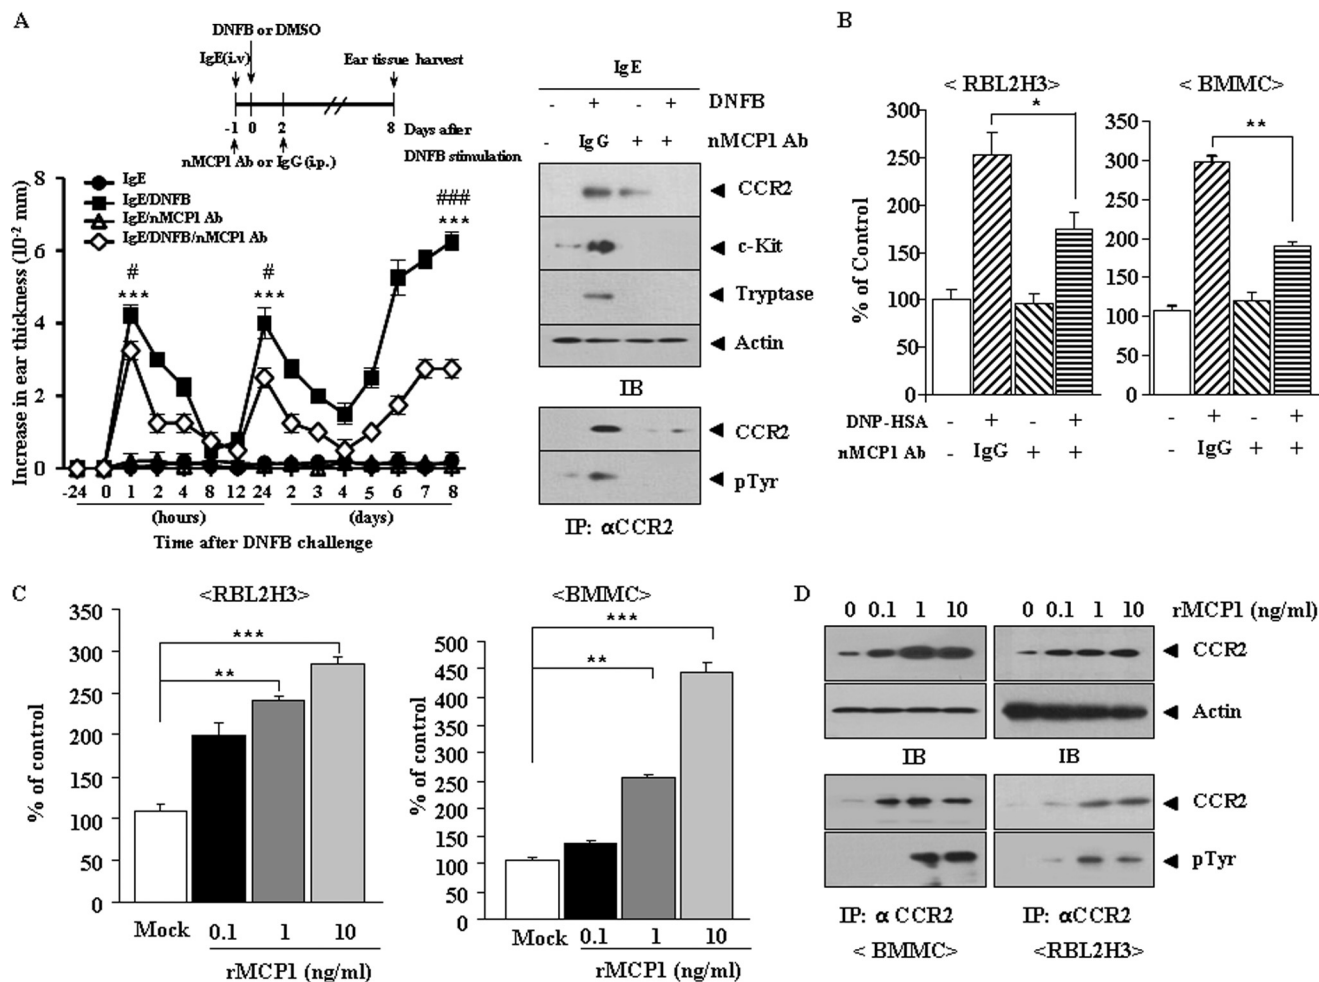 A
DNFB or DMSO
IgE(i.v)
Ear tissue harvest
-1 0 2 8 Days after
nMCP1 Ab or IgG (i.p.) DNFB stimulation
IgE
IgE/DNFB
IgE/nMCP1 Ab
IgE/DNFB/nMCP1 Ab
Increase in ear thickness (10-2 mm)
8
6
4
2
0
# *** # *** ### ***
-24 0 1 2 4 8 12 24 2 3 4 5 6 7 8
(hours) (days)
Time after DNFB challenge
IgE
- + - + DNFB
- IgG + + nMCP1 Ab
CCR2
c-Kit
Tryptase
Actin
IB
CCR2
pTyr
IP: αCCR2
B
< RBL2H3>
% of Control
300
250
200
150
100
50
0
*
DNP-HSA - + - +
nMCP1 Ab - IgG + +
< BMMC>
350
300
250
200
150
100
50
0
**
- + - +
- IgG + +
C
<RBL2H3>
% of control
350
300
250
200
150
100
50
0
***
**
Mock 0.1 1 10
rMCP1 (ng/ml)
<BMMC>
% of control
500
450
400
350
300
250
200
150
100
50
0
***
**
Mock 0.1 1 10
rMCP1 (ng/ml)
D
0 0.1 1 10 0 0.1 1 10 rMCP1 (ng/ml)
CCR2
Actin
IB IB
CCR2
pTyr
IP: α CCR2 IP: αCCR2
< BMMC> <RBL2H3>